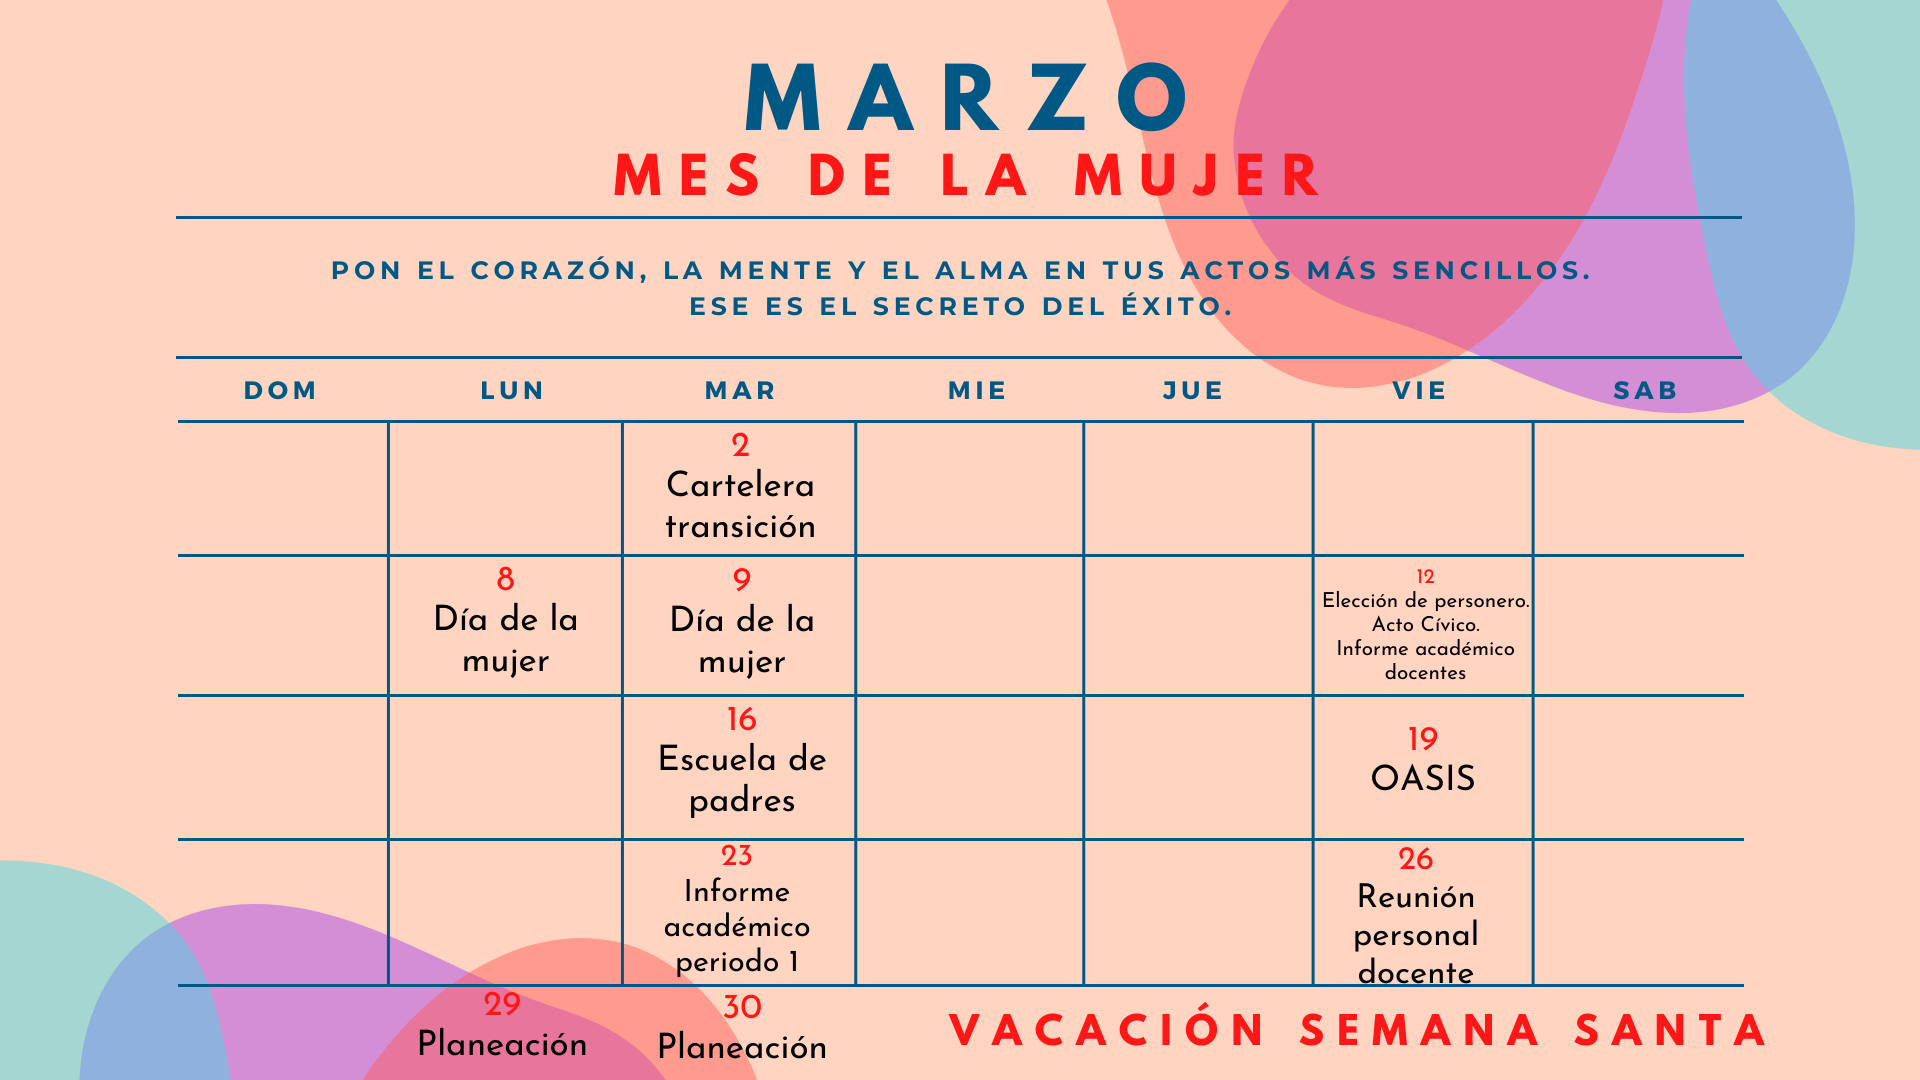 MARZO
MES DE LA MUJER
PON EL CORAZÓN, LA MENTE Y EL ALMA EN TUS ACTOS MÁS SENCILLOS.
ESE ES EL SECRETO DEL ÉXITO.
DOM LUN MAR MIE JUE VIE SAB
2
Cartelera
transición
8
Día de la
mujer
9
Día de la
mujer
12
Elección de personero.
Acto Cívico.
Informe académico
docentes
16
Escuela de
padres
19
OASIS
23
Informe
académico
periodo 1
26
Reunión
personal
docente
29
Planeación
30
Planeación
VACACIÓN SEMANA SANTA